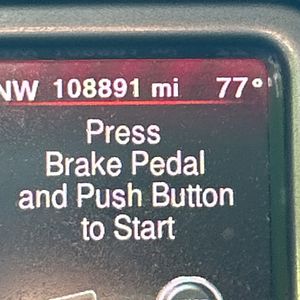 NW 108891 mi 77°
Press
Brake Pedal
and Push Button
to Start